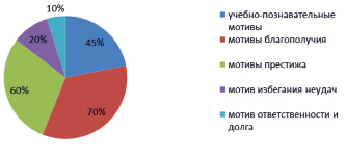 10%
20%
45%
60%
70%
учебно-познавательные
мотивы
мотивы благополучия
мотивы престижа
мотив избегания неудач
мотив ответственности и
долга